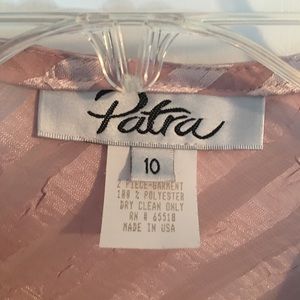 Patra
10
2 PIECE-GARMENT
100 % POLYESTER
DRY CLEAN ONLY
RN # 65518
MADE IN USA